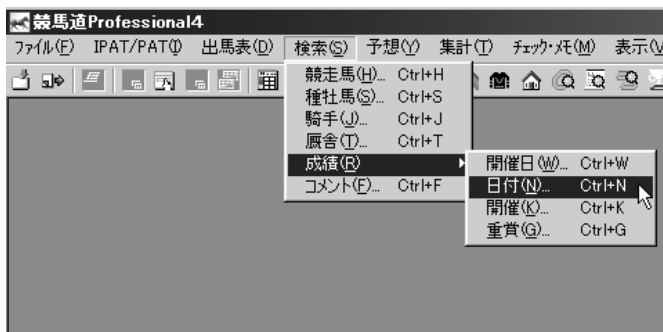 競馬道Professional4
ファイル(F) IPAT/PAT(I) 出馬表(D) 検索(S) 予想(Y) 集計(T) チェック・メモ(M) 表示(V
競走馬(H)... Ctrl+H
種牡馬(S)... Ctrl+S
騎手(J)... Ctrl+J
厩舎(T)... Ctrl+T
成績(R)
コメント(F)... Ctrl+F
開催日(W)... Ctrl+W
日付(N)... Ctrl+N
開催(K)... Ctrl+K
重賞(G)... Ctrl+G